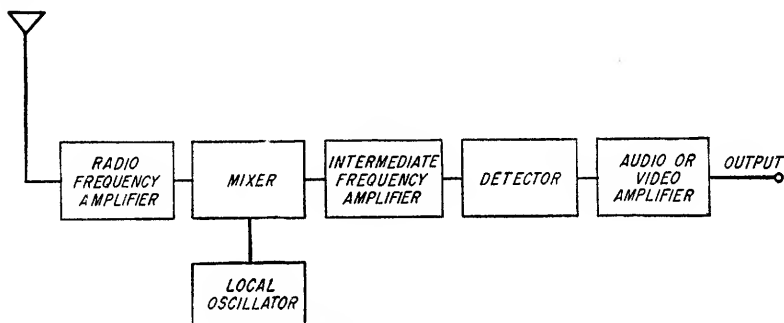 RADIO
FREQUENCY
AMPLIFIER
MIXER
INTERMEDIATE
FREQUENCY
AMPLIFIER
DETECTOR
AUDIO OR
VIDEO
AMPLIFIER
OUTPUT
LOCAL
OSCILLATOR